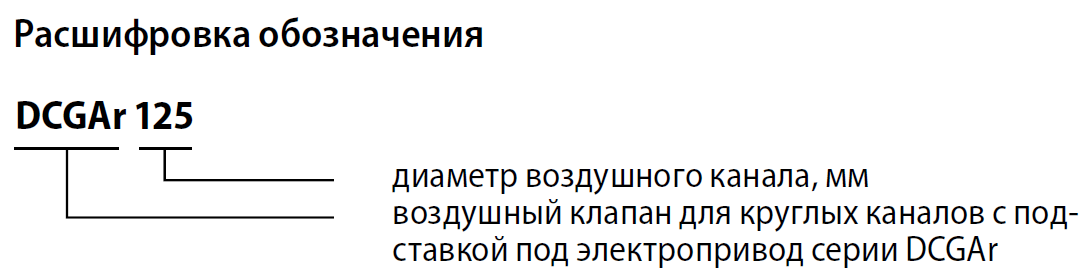 Расшифровка обозначения
DCGAr 125
диаметр воздушного канала, мм
воздушный клапан для круглых каналов с под-
ставкой под электропривод серии DCGAr